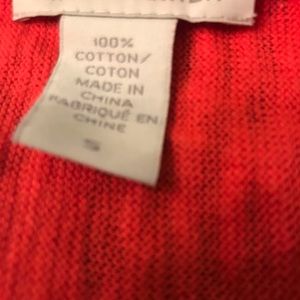 100%
COTTON/
COTON
MADE IN
CHINA
FABRIQUÉ EN
CHINE
S